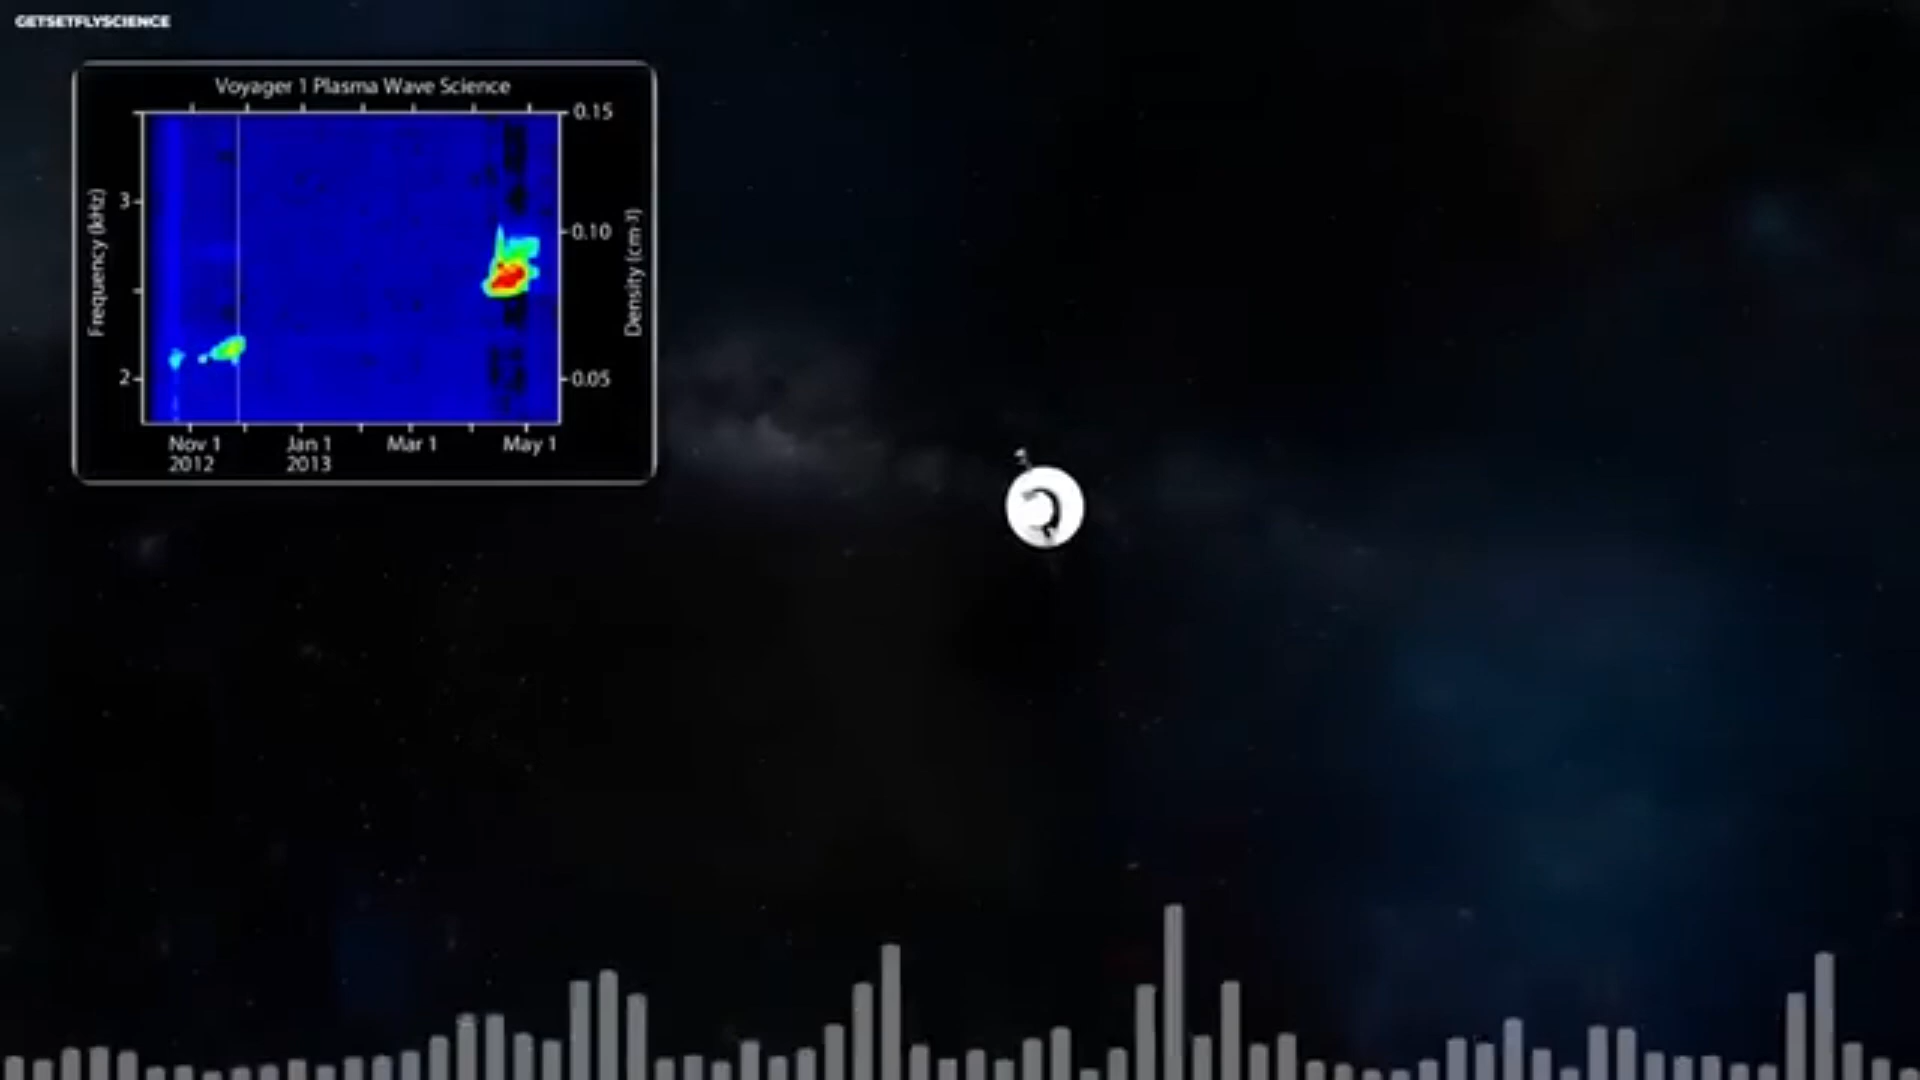 GETSETFLYSCIENCE
Voyager 1 Plasma Wave Science
0.15
3
0.10
Frequency (kHz)
Density (cm-J)
2
0.05
Nov 1 Jan 1 Mar 1 May 1
2012 2013